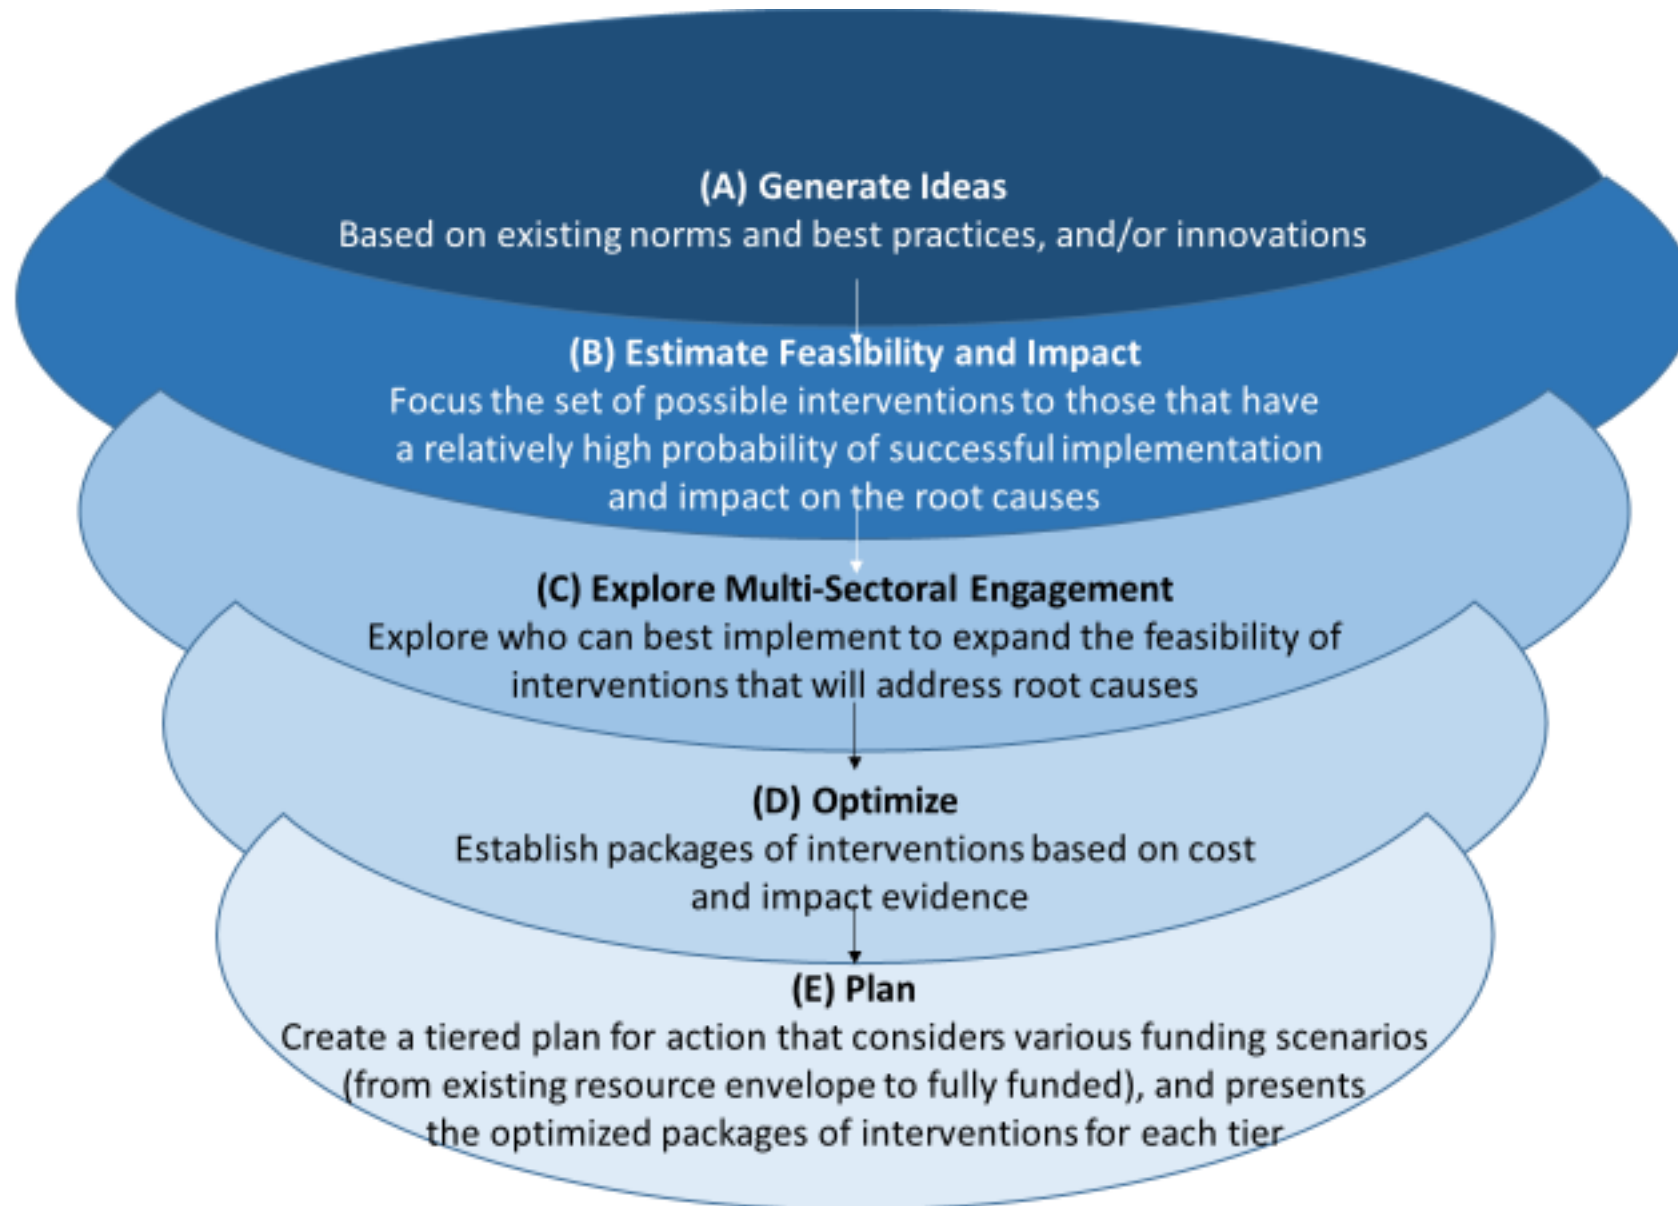 (A) Generate Ideas
Based on existing norms and best practices, and/or innovations
(B) Estimate Feasibility and Impact
Focus the set of possible interventions to those that have
a relatively high probability of successful implementation
and impact on the root causes
(C) Explore Multi-Sectoral Engagement
Explore who can best implement to expand the feasibility of
interventions that will address root causes
(D) Optimize
Establish packages of interventions based on cost
and impact evidence
(E) Plan
Create a tiered plan for action that considers various funding scenarios
(from existing resource envelope to fully funded), and presents
the optimized packages of interventions for each tier